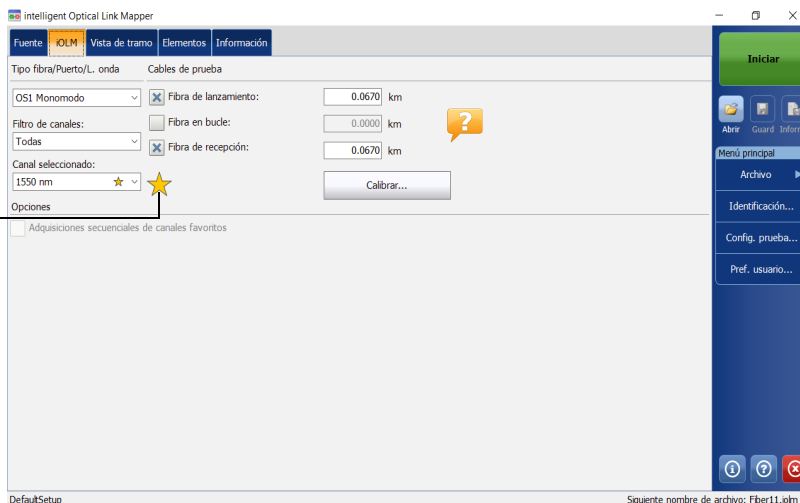 intelligent Optical Link Mapper
Fuente iOLM Vista de tramo Elementos Información
Tipo fibra/Puerto/L. onda Cables de prueba
OS1 Monomodo Fibra de lanzamiento: 0.0670 km
Filtro de canales: Fibra en bucle: 0.0000 km
Todas Fibra de recepción: 0.0670 km
Canal seleccionado:
1550 nm Calibrar...
Opciones
Adquisiciones secuenciales de canales favoritos
Iniciar
Abrir Guard Inform
Menú principal
Archivo
Identificación...
Config. prueba...
Pref. usuario...
DefaultSetup Siguiente nombre de archivo: Fiber11.iolm